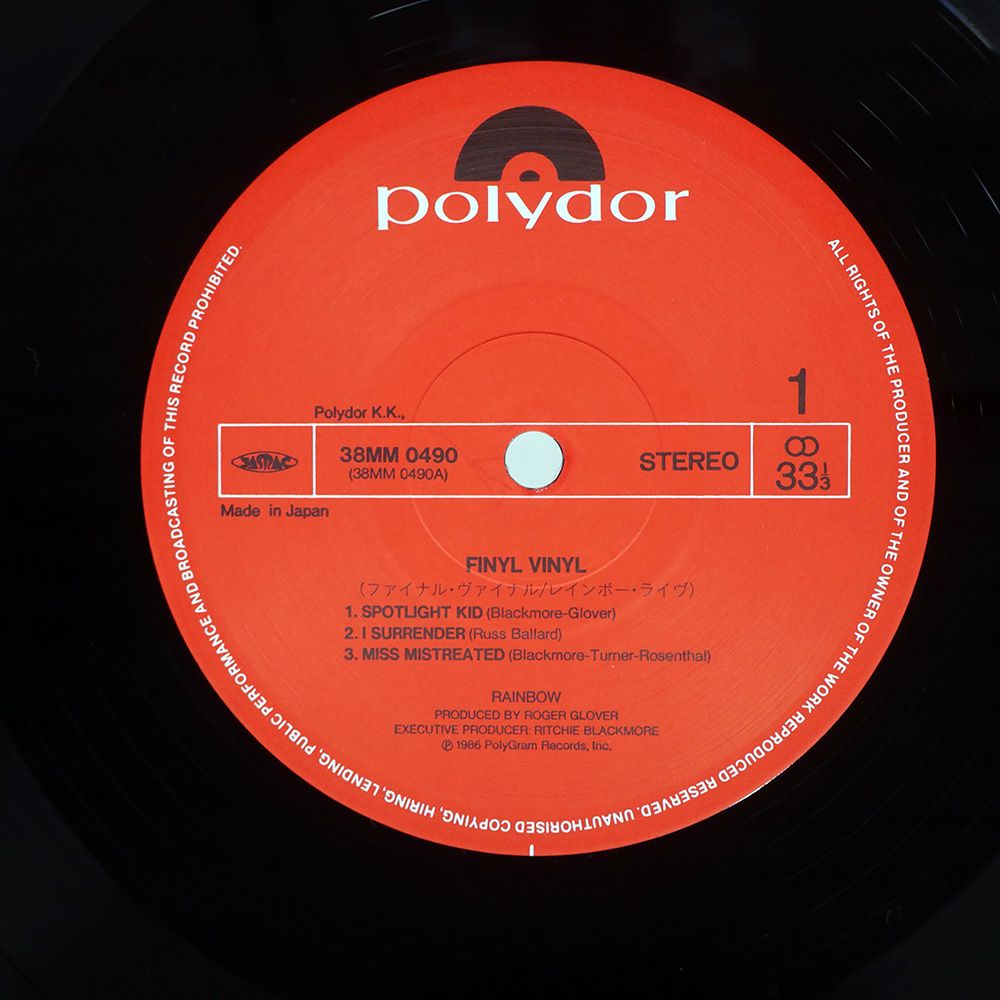 polydor
ALL RIGHTS OF THE PRODUCER AND OF THE OWNER OF THE WORK REPRODUCED RESERVED. UNAUTHORISED COPYING, HIRING, LENDING, PUBLIC PERFORMANCE AND BROADCASTING OF THIS RECORD PROHIBITED.
1
Polydor K.K.,
JASRAC
38MM 0490
(38MM 0490A)
STEREO
33 1/3
Made in Japan
FINYL VINYL
(ファイナル・ヴァイナル/レインボー・ライヴ)
1. SPOTLIGHT KID (Blackmore-Glover)
2. I SURRENDER (Russ Ballard)
3. MISS MISTREATED (Blackmore-Turner-Rosenthal)
RAINBOW
PRODUCED BY ROGER GLOVER
EXECUTIVE PRODUCER: RITCHIE BLACKMORE
℗ 1986 PolyGram Records, Inc.